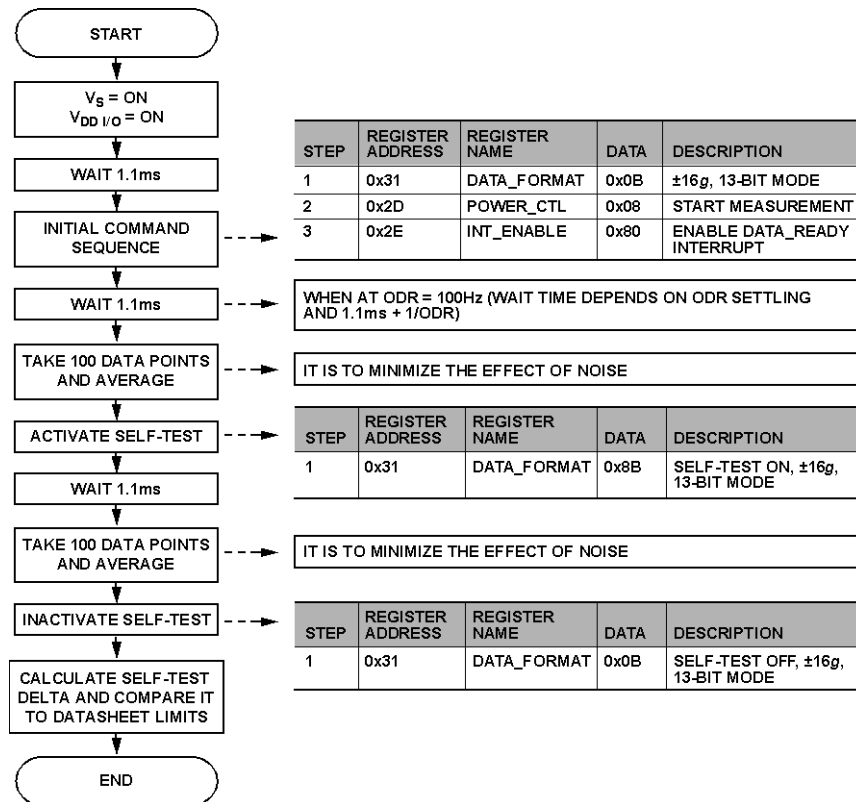 START
VS = ON
VDD I/O = ON
WAIT 1.1ms
INITIAL COMMAND
SEQUENCE
STEP REGISTER ADDRESS REGISTER NAME DATA DESCRIPTION
1 0x31 DATA_FORMAT 0x0B ±16g, 13-BIT MODE
2 0x2D POWER_CTL 0x08 START MEASUREMENT
3 0x2E INT_ENABLE 0x80 ENABLE DATA_READY
INTERRUPT
WAIT 1.1ms
WHEN AT ODR = 100Hz (WAIT TIME DEPENDS ON ODR SETTLING
AND 1.1ms + 1/ODR)
TAKE 100 DATA POINTS
AND AVERAGE
IT IS TO MINIMIZE THE EFFECT OF NOISE
ACTIVATE SELF-TEST
STEP REGISTER ADDRESS REGISTER NAME DATA DESCRIPTION
1 0x31 DATA_FORMAT 0x8B SELF-TEST ON, ±16g,
13-BIT MODE
WAIT 1.1ms
TAKE 100 DATA POINTS
AND AVERAGE
IT IS TO MINIMIZE THE EFFECT OF NOISE
INACTIVATE SELF-TEST
STEP REGISTER ADDRESS REGISTER NAME DATA DESCRIPTION
1 0x31 DATA_FORMAT 0x0B SELF-TEST OFF, ±16g,
13-BIT MODE
CALCULATE SELF-TEST
DELTA AND COMPARE IT
TO DATASHEET LIMITS
END